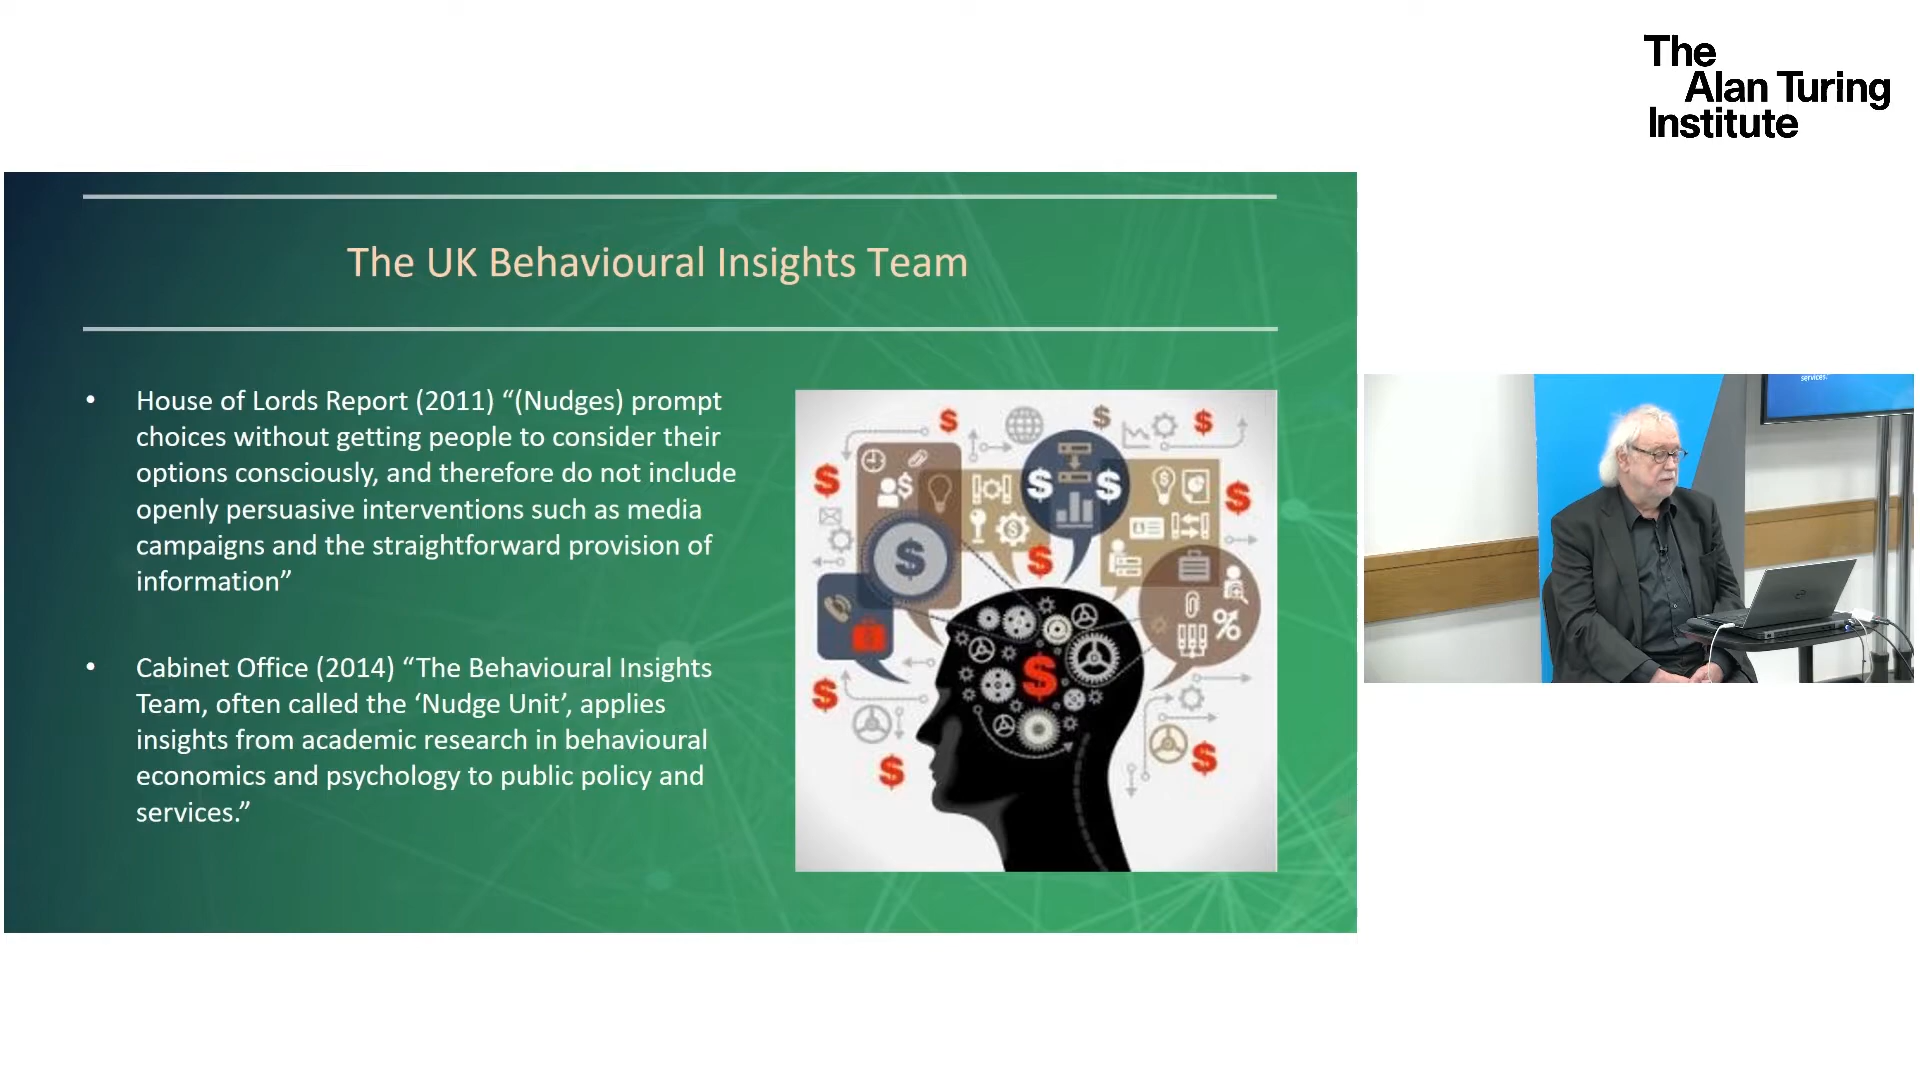 The
Alan Turing
Institute
The UK Behavioural Insights Team
• House of Lords Report (2011) “(Nudges) prompt
choices without getting people to consider their
options consciously, and therefore do not include
openly persuasive interventions such as media
campaigns and the straightforward provision of
information”
• Cabinet Office (2014) “The Behavioural Insights
Team, often called the ‘Nudge Unit’, applies
insights from academic research in behavioural
economics and psychology to public policy and
services.”
services.”